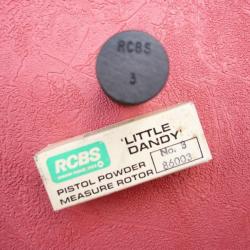 RCBS
3
RCBS
'LITTLE
DANDY'
PISTOL POWDER
MEASURE ROTOR
No. 3
86003